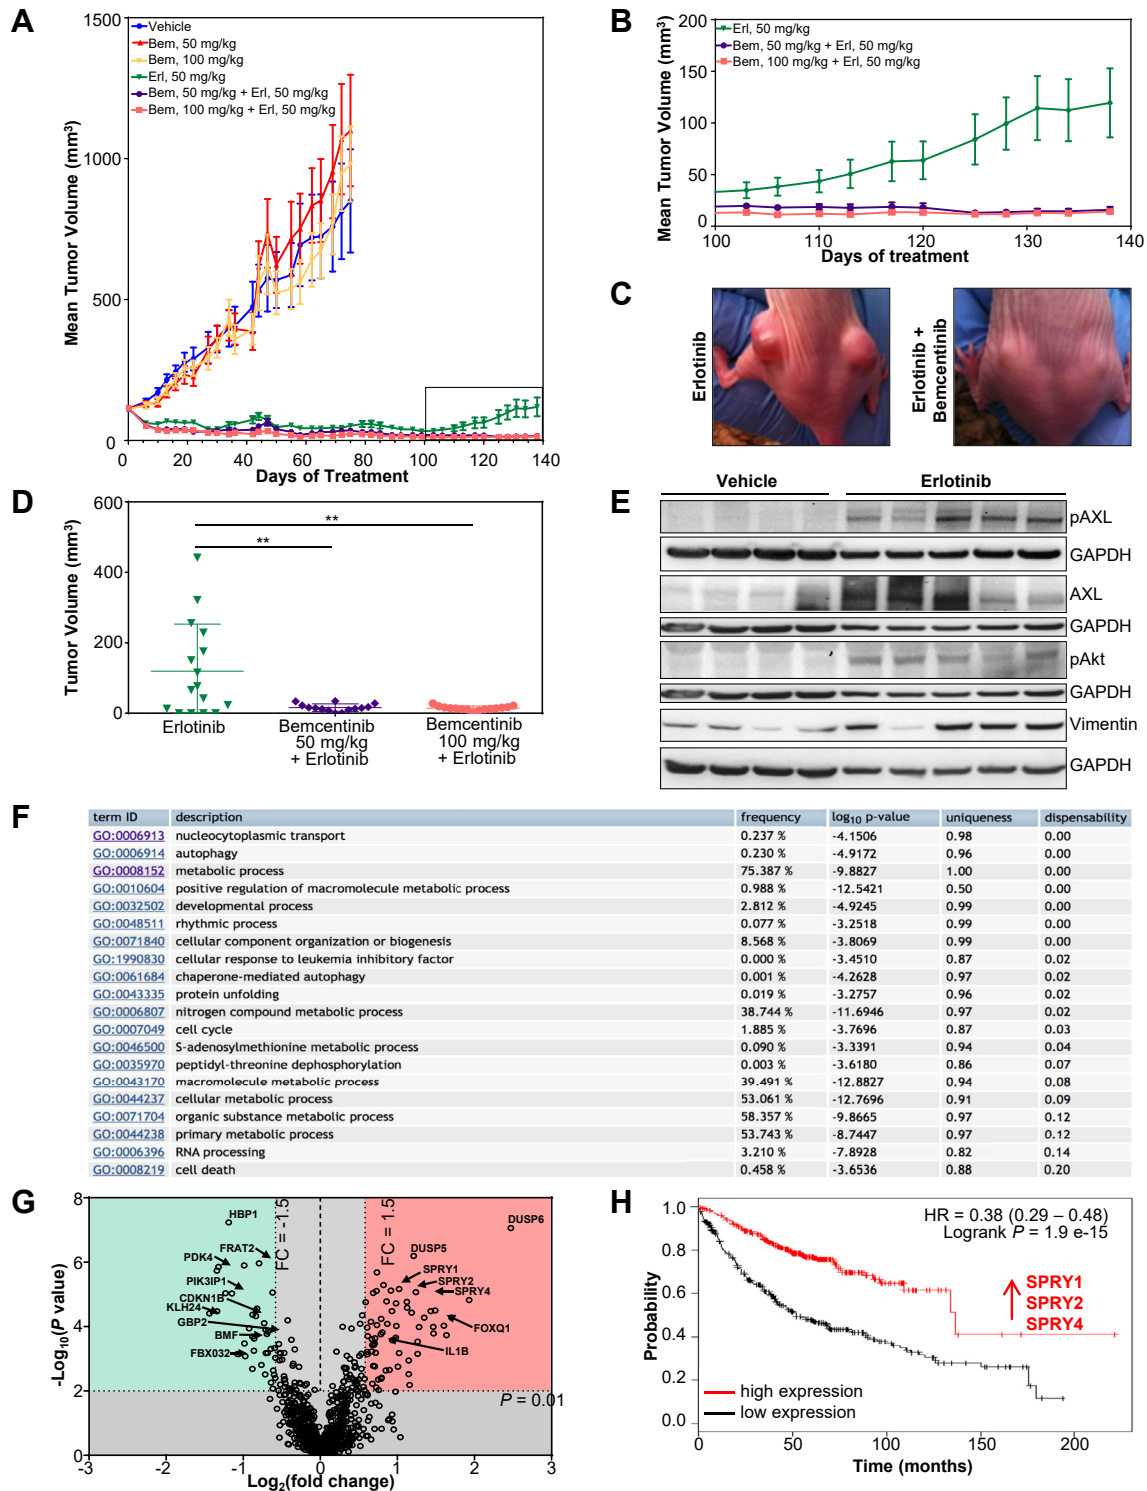 A
1500
1000
500
0
Mean Tumor Volume (mm³)
Vehicle
Bem, 50 mg/kg
Bem, 100 mg/kg
Erl, 50 mg/kg
Bem, 50 mg/kg + Erl, 50 mg/kg
Bem, 100 mg/kg + Erl, 50 mg/kg
0 20 40 60 80 100 120 140
Days of Treatment
B
200
150
100
50
0
Mean Tumor Volume (mm³)
Erl, 50 mg/kg
Bem, 50 mg/kg + Erl, 50 mg/kg
Bem, 100 mg/kg + Erl, 50 mg/kg
100 110 120 130 140
Days of treatment
C
Erlotinib
Erlotinib +
Bemcentinib
D
600
400
200
0
Tumor Volume (mm³)
**
**
Erlotinib
Bemcentinib
50 mg/kg
+ Erlotinib
Bemcentinib
100 mg/kg
+ Erlotinib
E
Vehicle Erlotinib
pAXL
GAPDH
AXL
GAPDH
pAkt
GAPDH
Vimentin
GAPDH
F
term ID description frequency log₁₀ p-value uniqueness dispensability
GO:0006913 nucleocytoplasmic transport 0.237 % -4.1506 0.98 0.00
GO:0006914 autophagy 0.230 % -4.9172 0.96 0.00
GO:0008152 metabolic process 75.387 % -9.8827 1.00 0.00
GO:0010604 positive regulation of macromolecule metabolic process 0.988 % -12.5421 0.50 0.00
GO:0032502 developmental process 2.812 % -4.9245 0.99 0.00
GO:0048511 rhythmic process 0.077 % -3.2518 0.99 0.00
GO:0071840 cellular component organization or biogenesis 8.568 % -3.8069 0.99 0.00
GO:1990830 cellular response to leukemia inhibitory factor 0.000 % -3.4510 0.87 0.02
GO:0061684 chaperone-mediated autophagy 0.001 % -4.2628 0.97 0.02
GO:0043335 protein unfolding 0.019 % -3.2757 0.96 0.02
GO:0006807 nitrogen compound metabolic process 38.744 % -11.6946 0.97 0.02
GO:0007049 cell cycle 1.885 % -3.7696 0.87 0.03
GO:0046500 S-adenosylmethionine metabolic process 0.090 % -3.3391 0.94 0.04
GO:0035970 peptidyl-threonine dephosphorylation 0.003 % -3.6180 0.86 0.07
GO:0043170 macromolecule metabolic process 39.491 % -12.8827 0.94 0.08
GO:0044237 cellular metabolic process 53.061 % -12.7696 0.91 0.09
GO:0071704 organic substance metabolic process 58.357 % -9.8665 0.97 0.12
GO:0044238 primary metabolic process 53.743 % -8.7447 0.97 0.12
GO:0006396 RNA processing 3.210 % -7.8928 0.82 0.14
GO:0008219 cell death 0.458 % -3.6536 0.88 0.20
G
8
6
4
2
0
-Log₁₀(P value)
FC = -1.5
FC = 1.5
HBP1
FRAT2
PDK4
PIK3IP1
CDKN1B
KLH24
GBP2
BMF
FBX032
DUSP6
DUSP5
SPRY1
SPRY2
SPRY4
FOXQ1
IL1B
P = 0.01
-3 -2 -1 0 1 2 3
Log₂(fold change)
H
1.0
0.8
0.6
0.4
0.2
0.0
Probability
HR = 0.38 (0.29 – 0.48)
Logrank P = 1.9 e-15
SPRY1
SPRY2
SPRY4
high expression
low expression
0 50 100 150 200
Time (months)